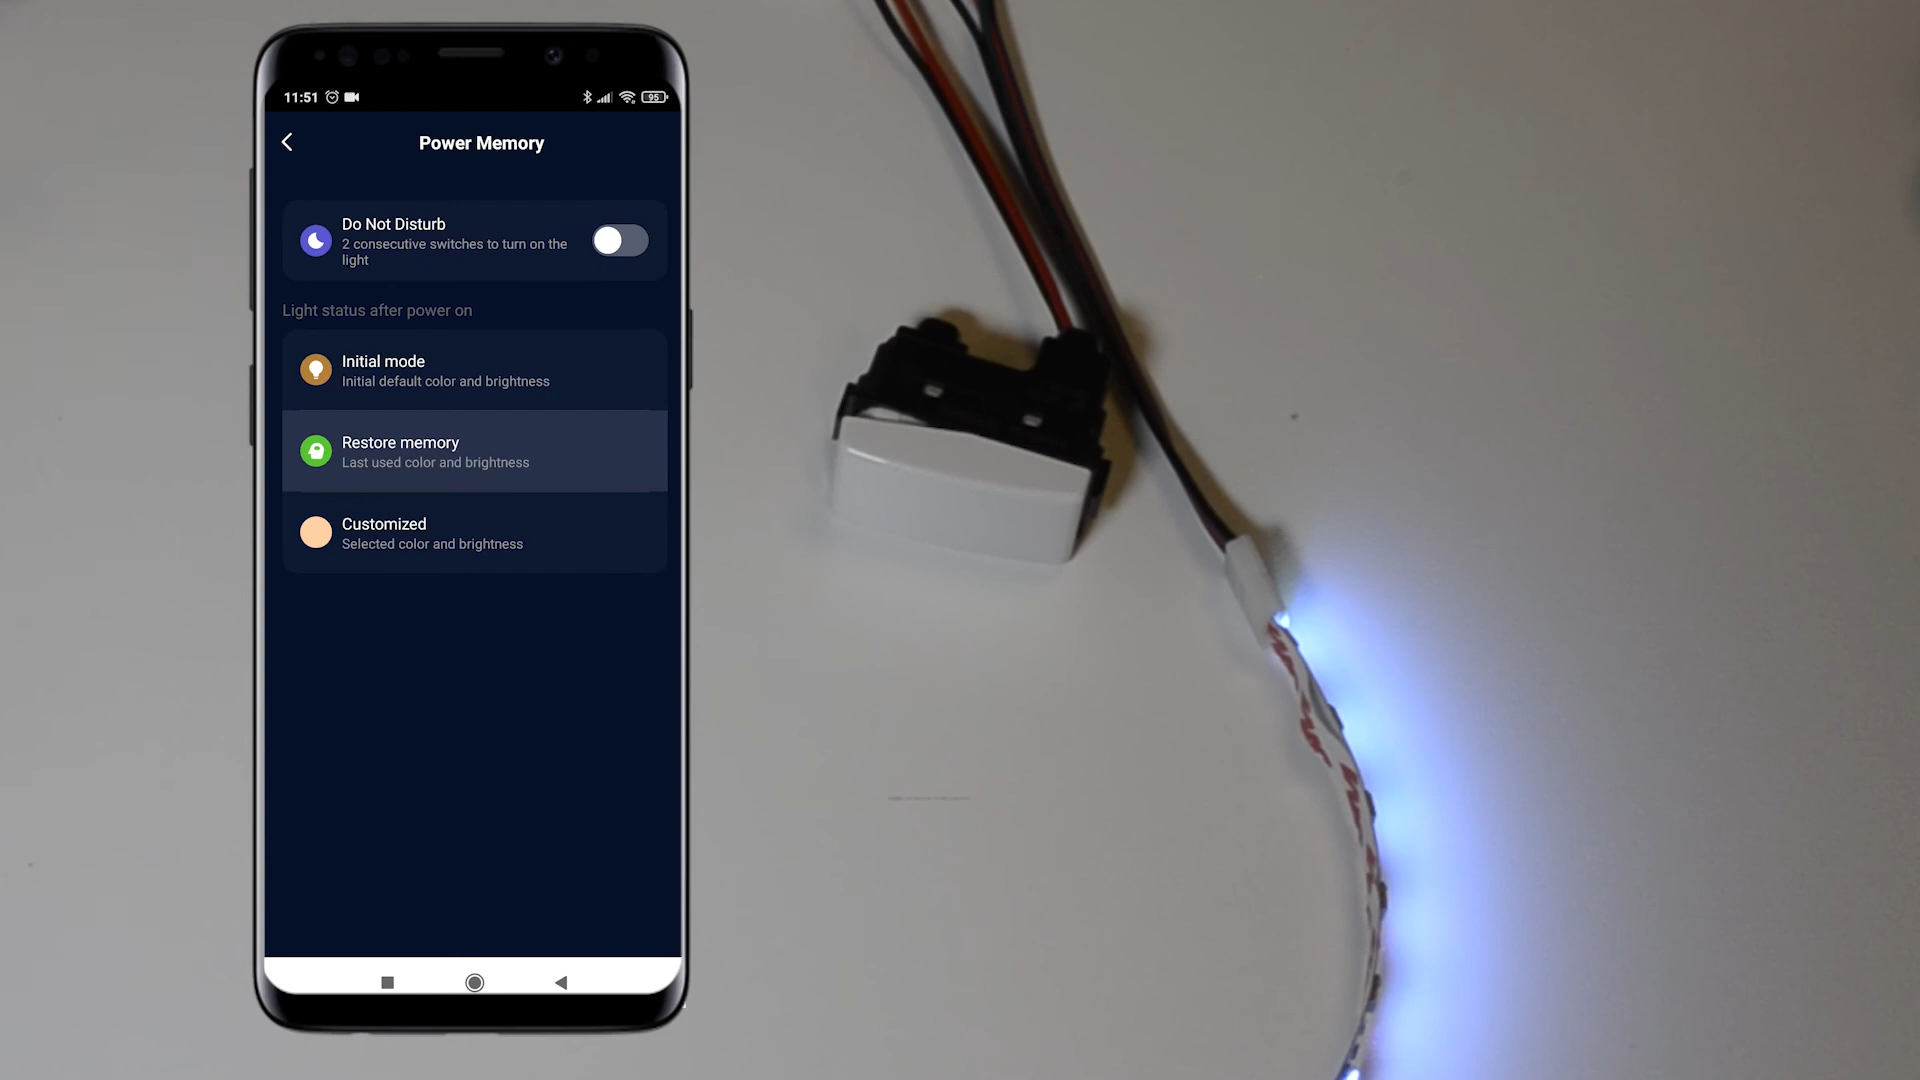 11:51
95
Power Memory
Do Not Disturb
2 consecutive switches to turn on the
light
Light status after power on
Initial mode
Initial default color and brightness
Restore memory
Last used color and brightness
Customized
Selected color and brightness